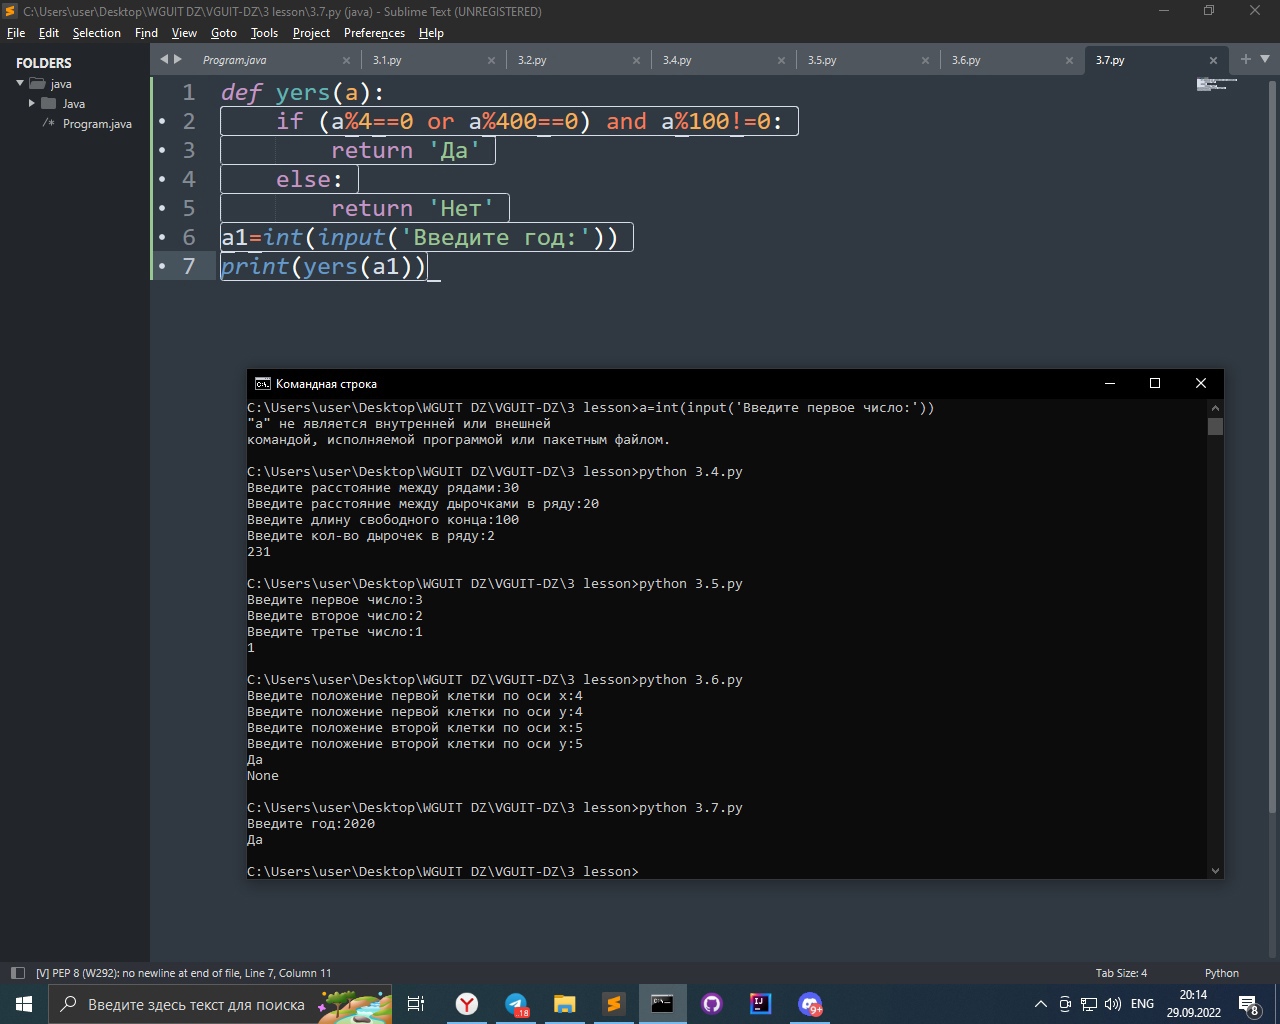 C:\Users\user\Desktop\WGUIT DZ\VGUIT-DZ\3 lesson\3.7.py (java) - Sublime Text (UNREGISTERED)
File Edit Selection Find View Goto Tools Project Preferences Help
FOLDERS
java
Java
/* Program.java
Program.java 3.1.py 3.2.py 3.4.py 3.5.py 3.6.py 3.7.py
1 def yers(a):
2 if (a%4==0 or a%400==0) and a%100!=0:
3 return 'Да'
4 else:
5 return 'Нет'
6 a1=int(input('Введите год:'))
7 print(yers(a1))
Командная строка
C:\Users\user\Desktop\WGUIT DZ\VGUIT-DZ\3 lesson>a=int(input('Введите первое число:'))
"a" не является внутренней или внешней
командой, исполняемой программой или пакетным файлом.
C:\Users\user\Desktop\WGUIT DZ\VGUIT-DZ\3 lesson>python 3.4.py
Введите расстояние между рядами:30
Введите расстояние между дырочками в ряду:20
Введите длину свободного конца:100
Введите кол-во дырочек в ряду:2
231
C:\Users\user\Desktop\WGUIT DZ\VGUIT-DZ\3 lesson>python 3.5.py
Введите первое число:3
Введите второе число:2
Введите третье число:1
1
C:\Users\user\Desktop\WGUIT DZ\VGUIT-DZ\3 lesson>python 3.6.py
Введите положение первой клетки по оси x:4
Введите положение первой клетки по оси y:4
Введите положение второй клетки по оси x:5
Введите положение второй клетки по оси y:5
Да
None
C:\Users\user\Desktop\WGUIT DZ\VGUIT-DZ\3 lesson>python 3.7.py
Введите год:2020
Да
C:\Users\user\Desktop\WGUIT DZ\VGUIT-DZ\3 lesson>
[V] PEP 8 (W292): no newline at end of file, Line 7, Column 11
Tab Size: 4 Python
Введите здесь текст для поиска
18
9+
ENG
20:14
29.09.2022
8